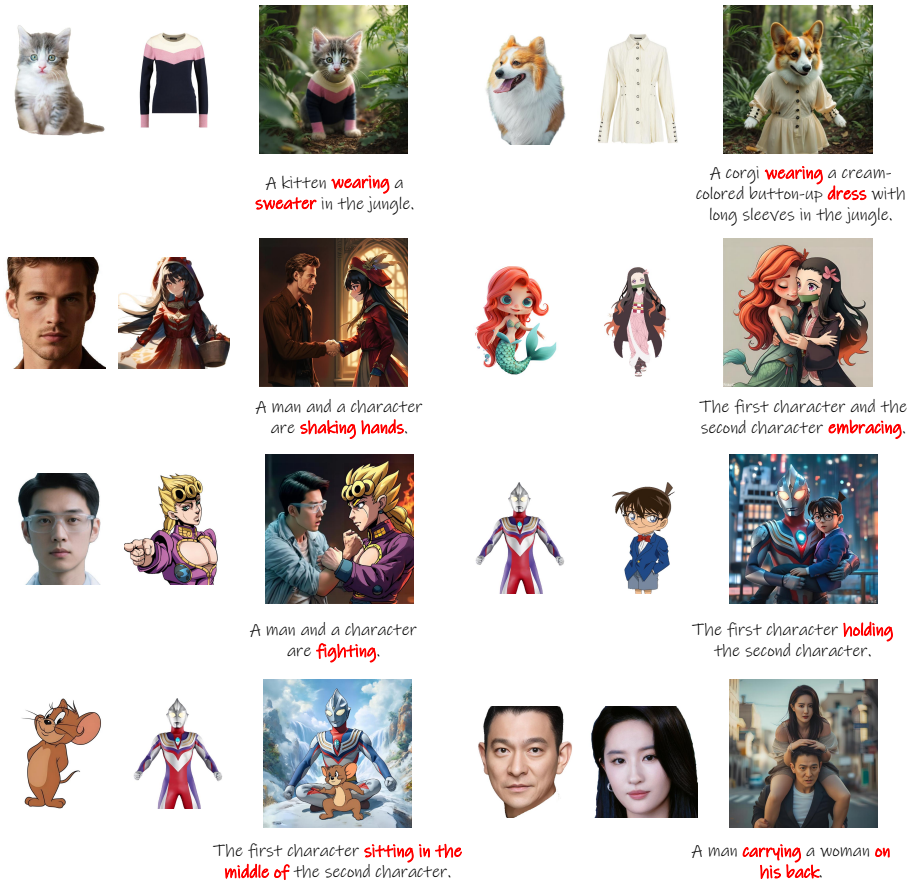 A kitten wearing a
sweater in the jungle.
A corgi wearing a cream-
colored button-up dress with
long sleeves in the jungle.
A man and a character
are shaking hands.
The first character and the
second character embracing.
A man and a character
are fighting.
The first character holding
the second character.
The first character sitting in the
middle of the second character.
A man carrying a woman on
his back.